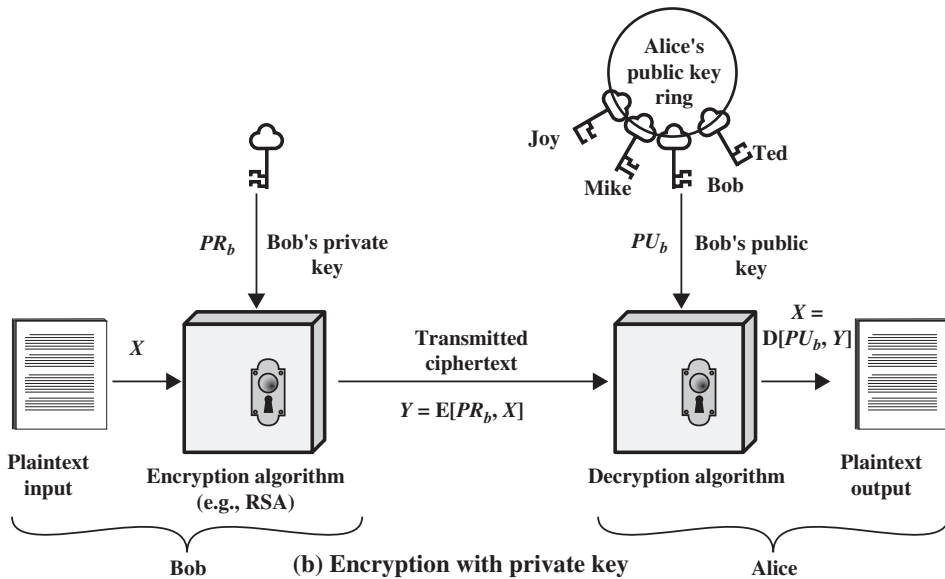 Alice's
public key
ring
Joy
Ted
Mike
Bob
PR_b
Bob's private
key
PU_b
Bob's public
key
X
Transmitted
ciphertext
Y = E[PR_b, X]
X =
D[PU_b, Y]
Plaintext
input
Encryption algorithm
(e.g., RSA)
Decryption algorithm
Plaintext
output
Bob
(b) Encryption with private key
Alice